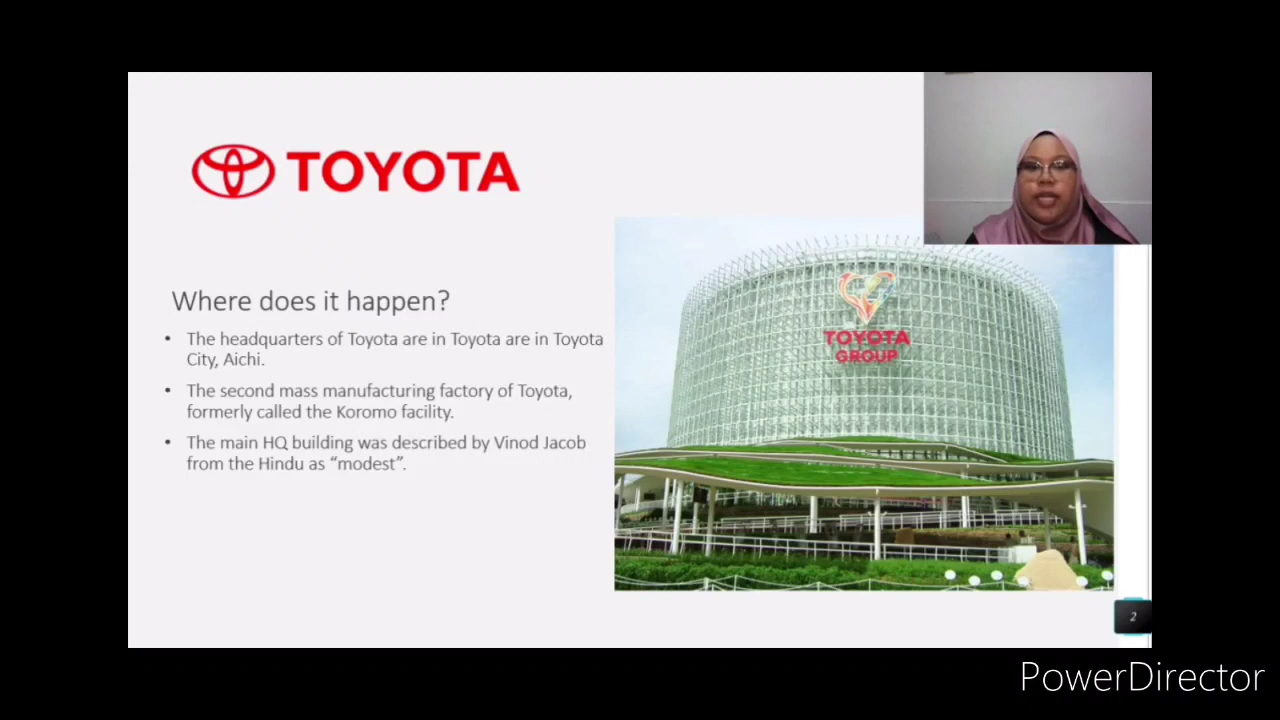 TOYOTA
TOYOTA
GROUP
Where does it happen?
• The headquarters of Toyota are in Toyota are in Toyota
City, Aichi.
• The second mass manufacturing factory of Toyota,
formerly called the Koromo facility.
• The main HQ building was described by Vinod Jacob
from the Hindu as “modest”.
2
PowerDirector